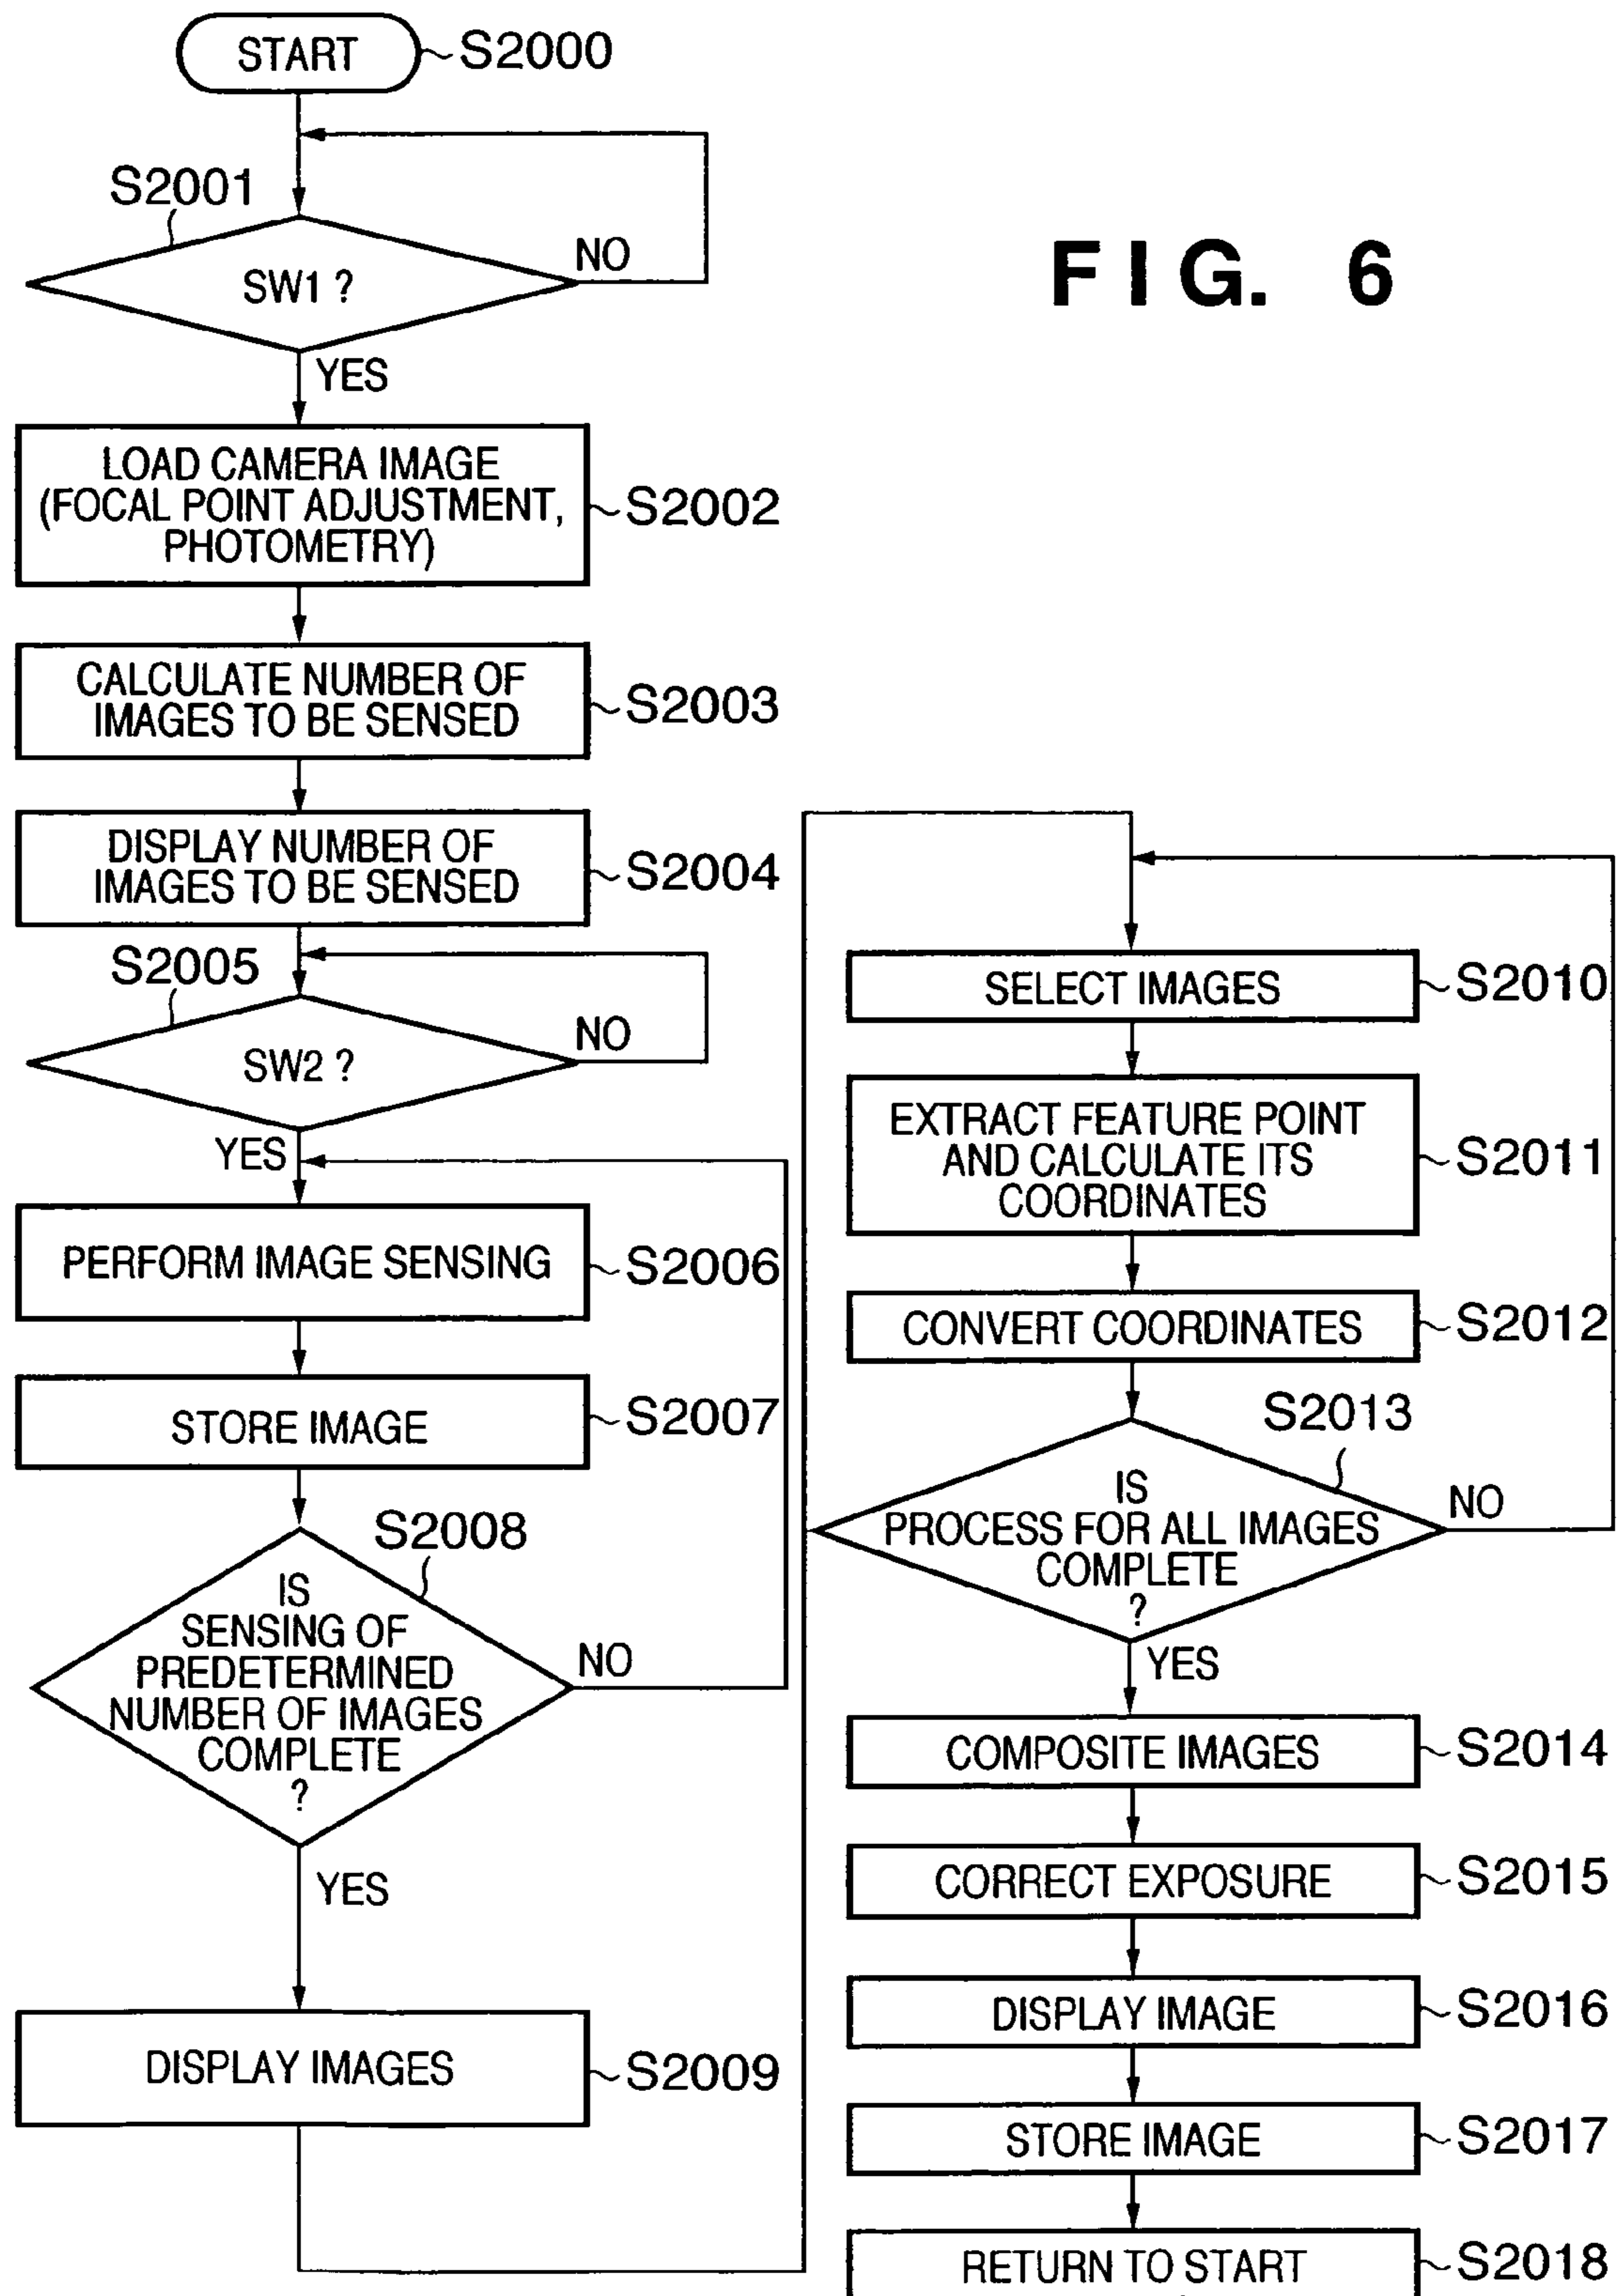 START
S2000
S2001
SW1 ?
NO
YES
LOAD CAMERA IMAGE
(FOCAL POINT ADJUSTMENT,
PHOTOMETRY)
S2002
CALCULATE NUMBER OF
IMAGES TO BE SENSED
S2003
DISPLAY NUMBER OF
IMAGES TO BE SENSED
S2004
S2005
SW2 ?
NO
YES
PERFORM IMAGE SENSING
S2006
STORE IMAGE
S2007
S2008
IS
SENSING OF
PREDETERMINED
NUMBER OF IMAGES
COMPLETE
?
NO
YES
DISPLAY IMAGES
S2009
FIG. 6
SELECT IMAGES
S2010
EXTRACT FEATURE POINT
AND CALCULATE ITS
COORDINATES
S2011
CONVERT COORDINATES
S2012
S2013
IS
PROCESS FOR ALL IMAGES
COMPLETE
?
NO
YES
COMPOSITE IMAGES
S2014
CORRECT EXPOSURE
S2015
DISPLAY IMAGE
S2016
STORE IMAGE
S2017
RETURN TO START
S2018